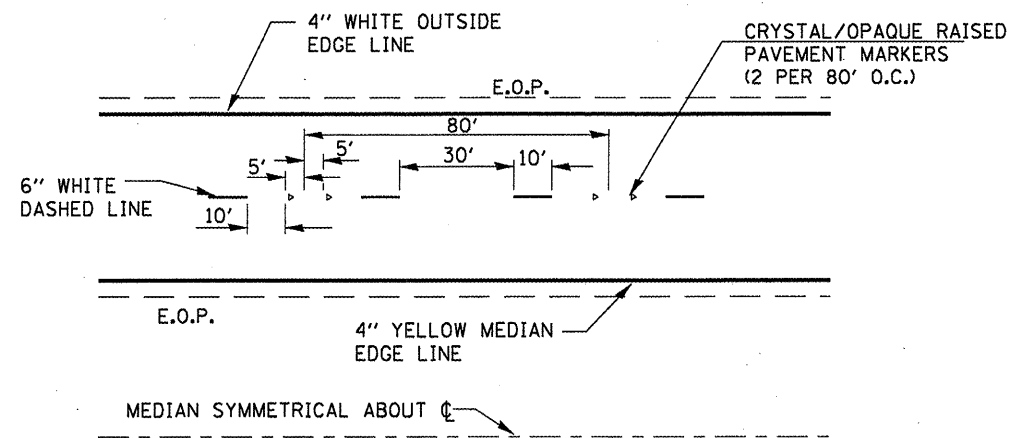 4" WHITE OUTSIDE
EDGE LINE
CRYSTAL/OPAQUE RAISED
PAVEMENT MARKERS
(2 PER 80' O.C.)
E.O.P.
80'
5'
5'
30'
10'
6" WHITE
DASHED LINE
10'
E.O.P.
4" YELLOW MEDIAN
EDGE LINE
MEDIAN SYMMETRICAL ABOUT ℄